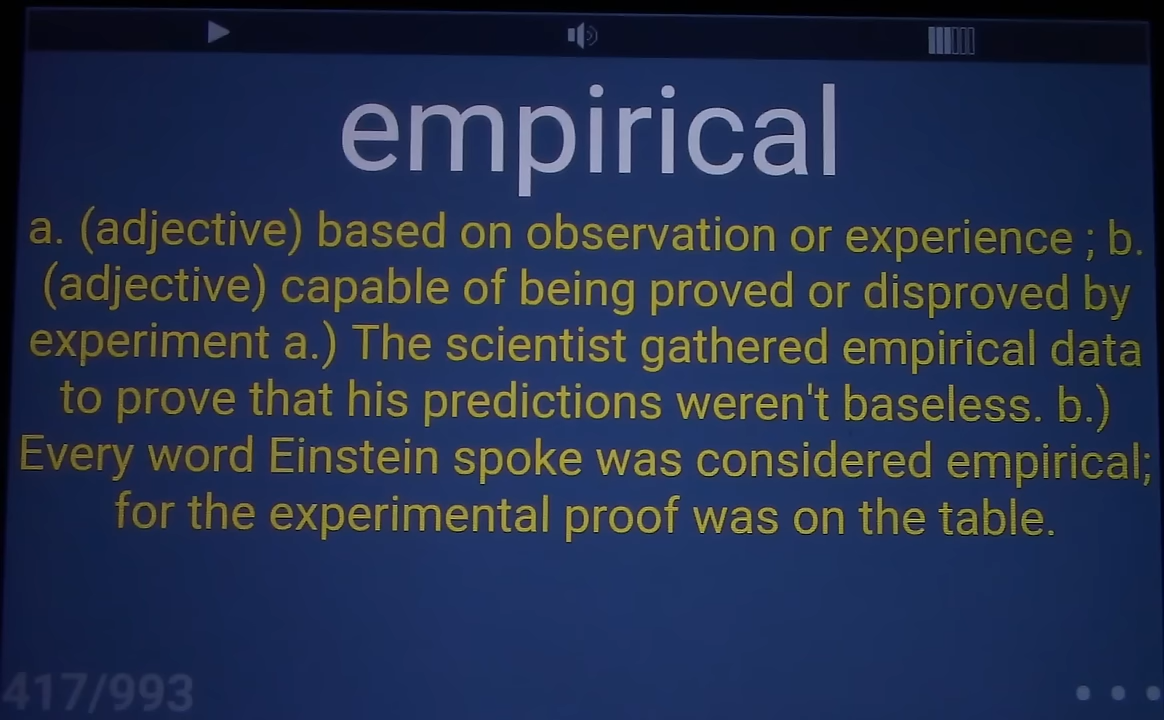 empirical
a. (adjective) based on observation or experience ; b.
(adjective) capable of being proved or disproved by
experiment a.) The scientist gathered empirical data
to prove that his predictions weren't baseless. b.)
Every word Einstein spoke was considered empirical;
for the experimental proof was on the table.
417/993